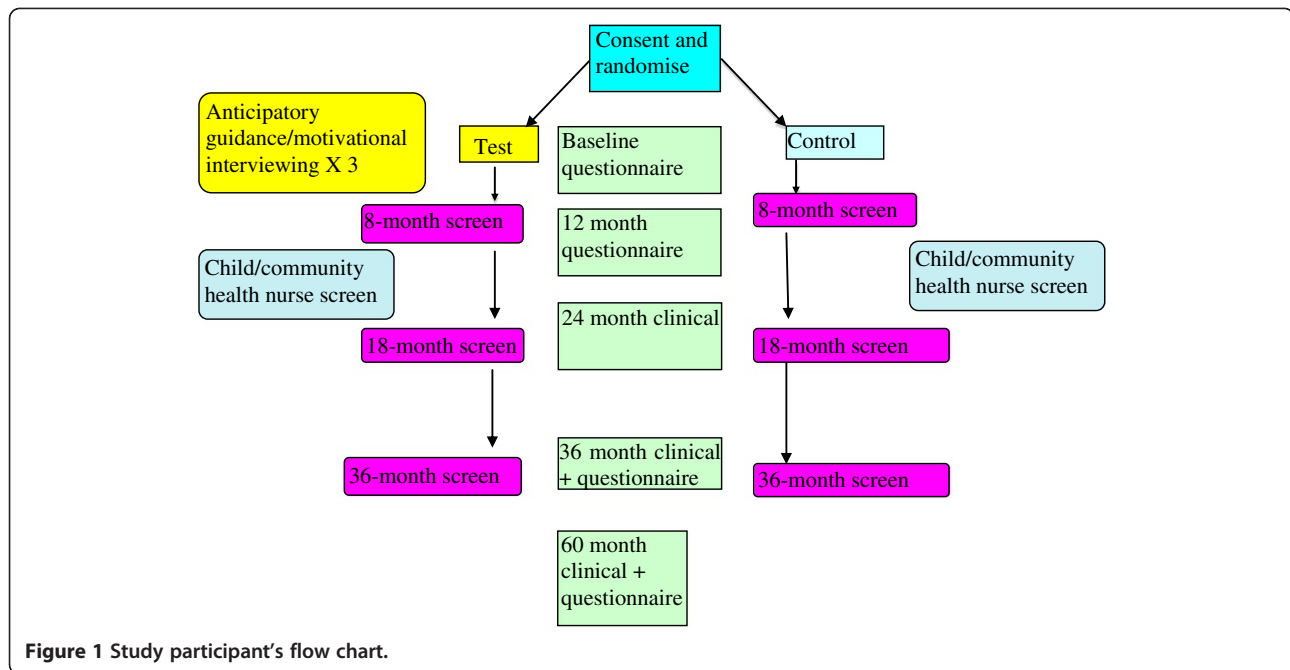 Consent and
randomise
Anticipatory
guidance/motivational
interviewing X 3
Test
Baseline
questionnaire
Control
8-month screen
12 month
questionnaire
8-month screen
Child/community
health nurse screen
Child/community
health nurse screen
18-month screen
24 month clinical
18-month screen
36-month screen
36 month clinical
+ questionnaire
36-month screen
60 month
clinical +
questionnaire
Figure 1 Study participant's flow chart.